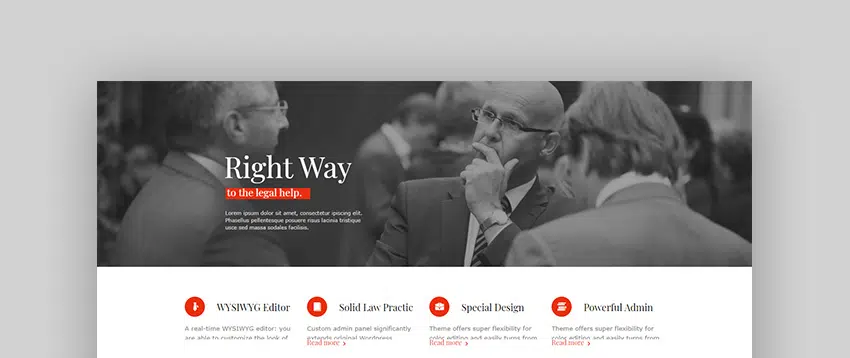 Right Way
to the legal help.
Lorem ipsum dolor sit amet, consectetur ipiscing elit.
Phasellus pellentesque posuere risus lacinia tristique
usce sed massa sodales facilisis.
WYSIWYG Editor
Solid Law Practic
Special Design
Powerful Admin
A real-time WYSIWYG editor: you
are able to customize the look of
Custom admin panel significantly
extends original Wordpress
Read more
Theme offers super flexibility for
color editing and easily turns from
Read more
Theme offers super flexibility for
color editing and easily turns from
Read more